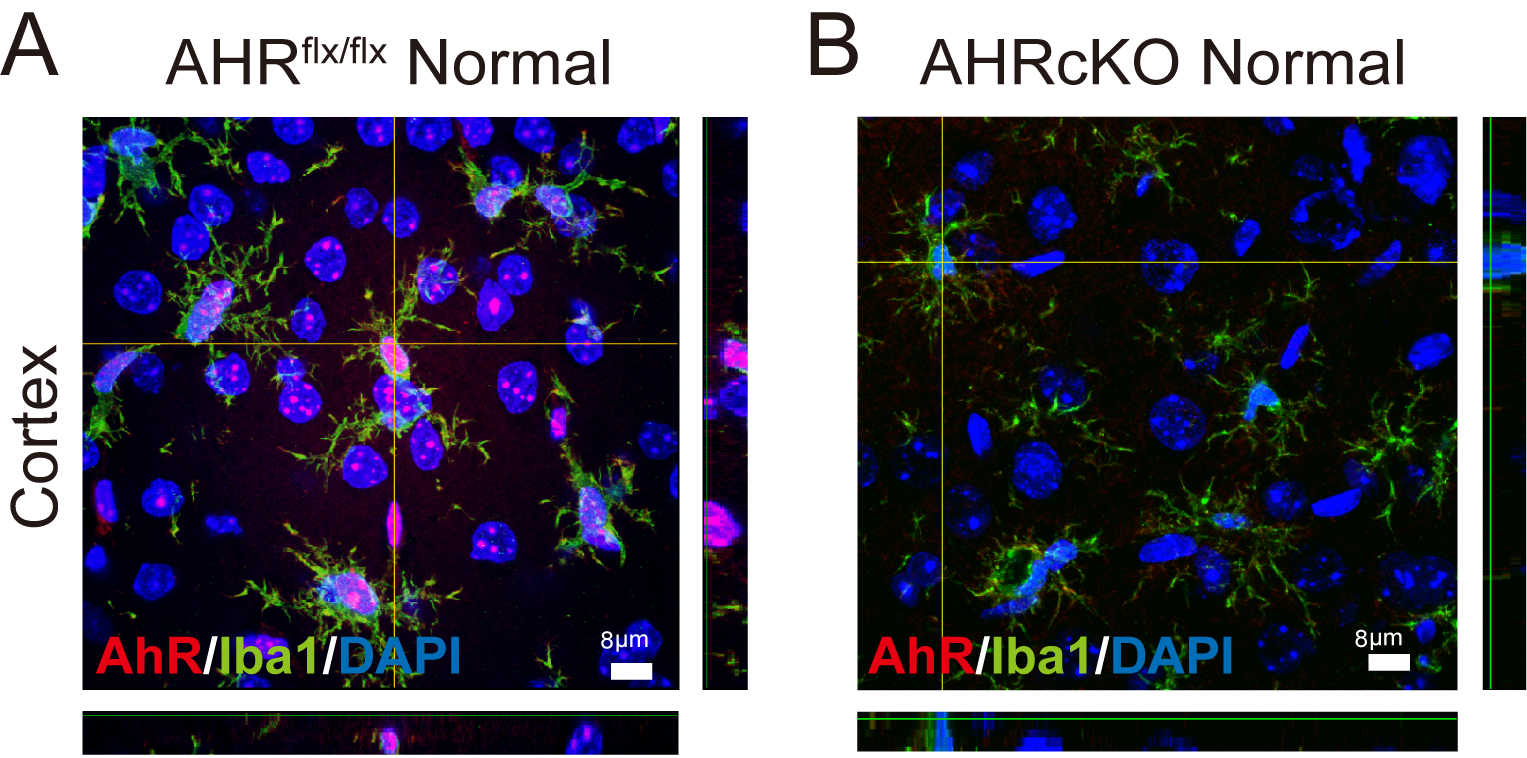 A
AHRflx/flx Normal
B
AHRcKO Normal
Cortex
AhR/Iba1/DAPI
8μm
AhR/Iba1/DAPI
8μm